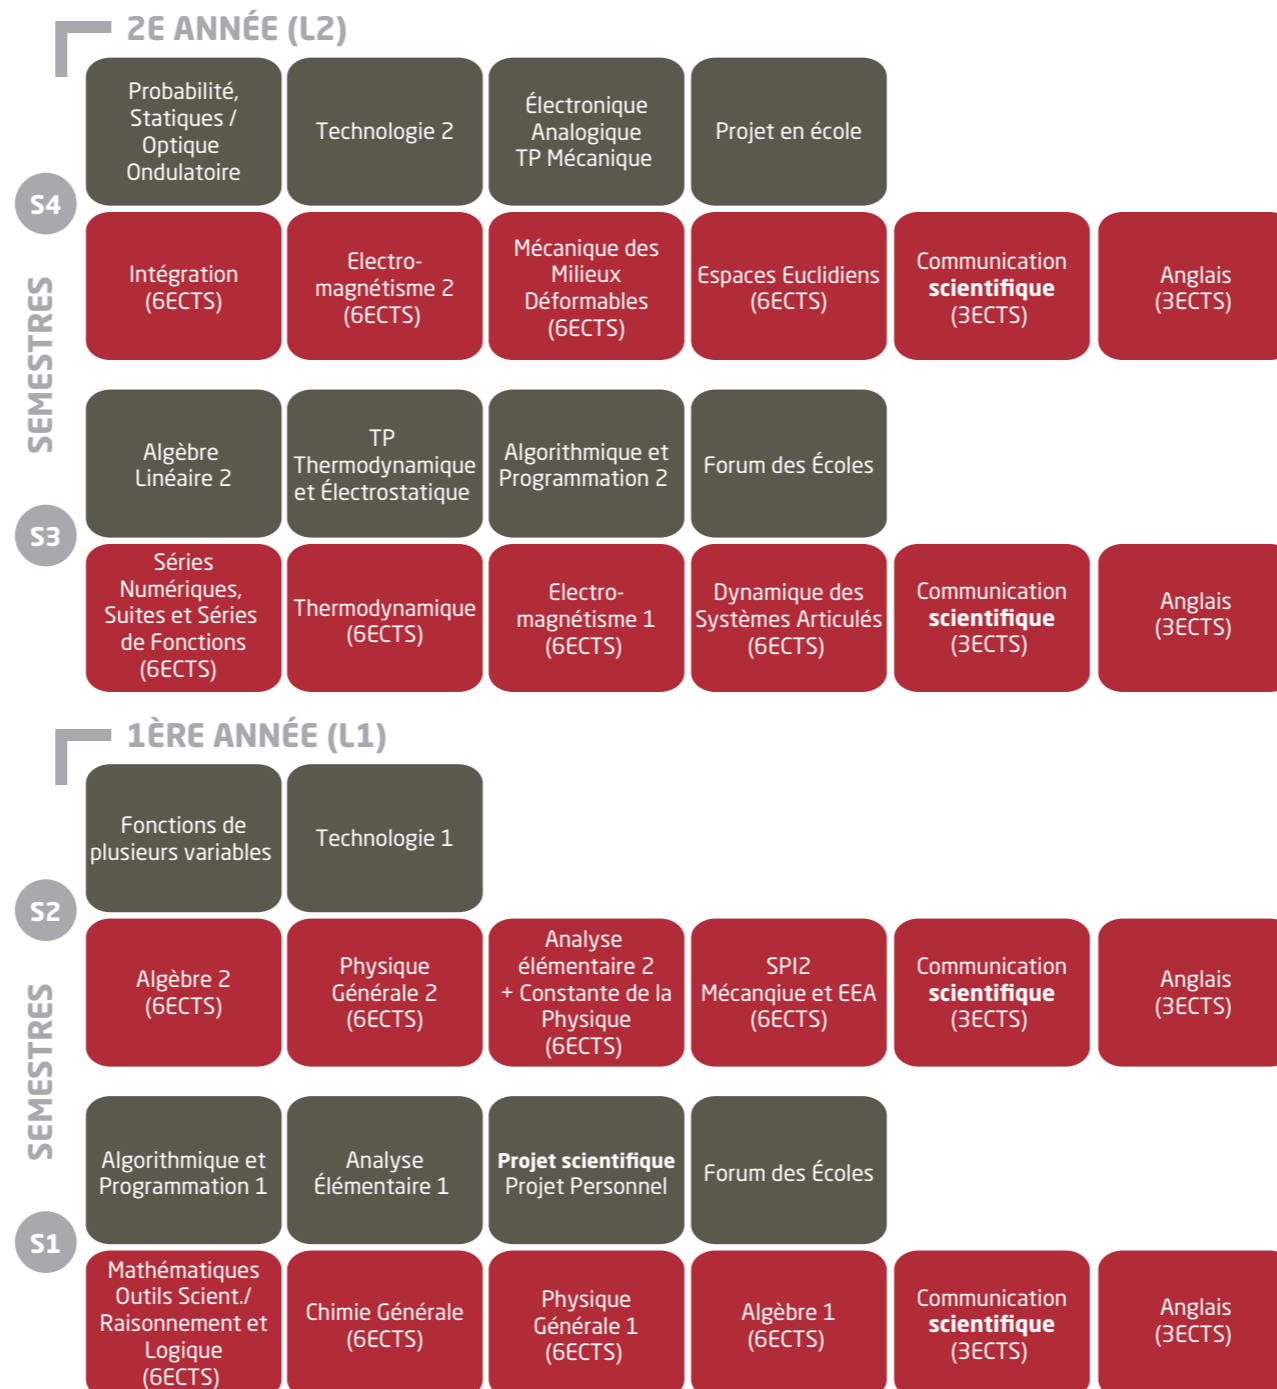 2E ANNÉE (L2)
Probabilité,
Statiques /
Optique
Ondulatoire
Technologie 2
Électronique
Analogique
TP Mécanique
Projet en école
S4
Intégration
(6ECTS)
Electro-
magnétisme 2
(6ECTS)
Mécanique des
Milieux
Déformables
(6ECTS)
Espaces Euclidiens
(6ECTS)
Communication
scientifique
(3ECTS)
Anglais
(3ECTS)
SEMESTRES
Algèbre
Linéaire 2
TP
Thermodynamique
et Électrostatique
Algorithmique et
Programmation 2
Forum des Écoles
S3
Séries
Numériques,
Suites et Séries
de Fonctions
(6ECTS)
Thermodynamique
(6ECTS)
Electro-
magnétisme 1
(6ECTS)
Dynamique des
Systèmes Articulés
(6ECTS)
Communication
scientifique
(3ECTS)
Anglais
(3ECTS)
1ÈRE ANNÉE (L1)
Fonctions de
plusieurs variables
Technologie 1
S2
Algèbre 2
(6ECTS)
Physique
Générale 2
(6ECTS)
Analyse
élémentaire 2
+ Constante de la
Physique
(6ECTS)
SPI2
Mécanqiue et EEA
(6ECTS)
Communication
scientifique
(3ECTS)
Anglais
(3ECTS)
SEMESTRES
Algorithmique et
Programmation 1
Analyse
Élémentaire 1
Projet scientifique
Projet Personnel
Forum des Écoles
S1
Mathématiques
Outils Scient./
Raisonnement et
Logique
(6ECTS)
Chimie Générale
(6ECTS)
Physique
Générale 1
(6ECTS)
Algèbre 1
(6ECTS)
Communication
scientifique
(3ECTS)
Anglais
(3ECTS)